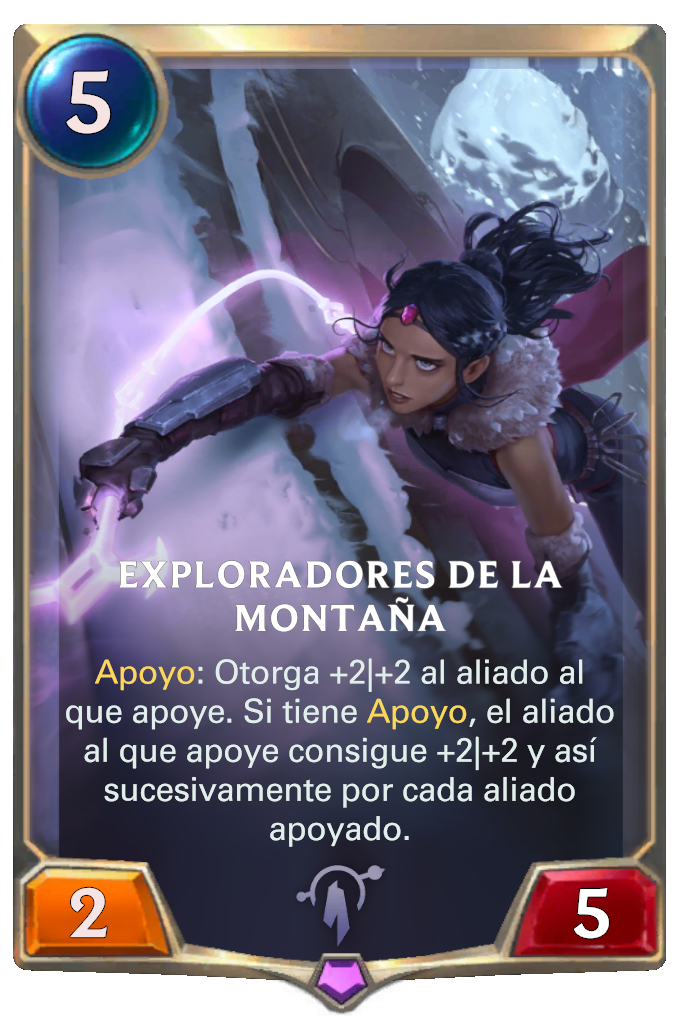 5
EXPLORADORES DE LA
MONTAÑA
Apoyo: Otorga +2|+2 al aliado al
que apoye. Si tiene Apoyo, el aliado
al que apoye consigue +2|+2 y así
sucesivamente por cada aliado
apoyado.
2
5